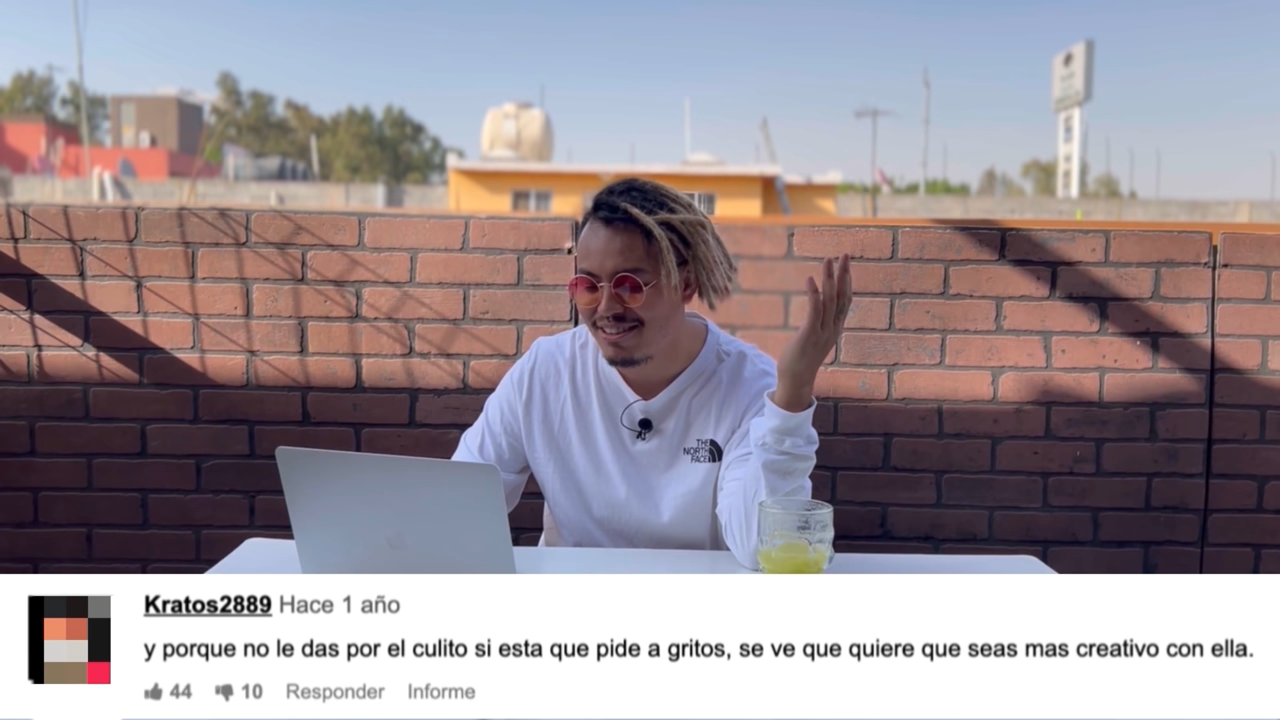 THE
NORTH
FACE
Kratos2889 Hace 1 año
y porque no le das por el culito si esta que pide a gritos, se ve que quiere que seas mas creativo con ella.
44 10 Responder Informe